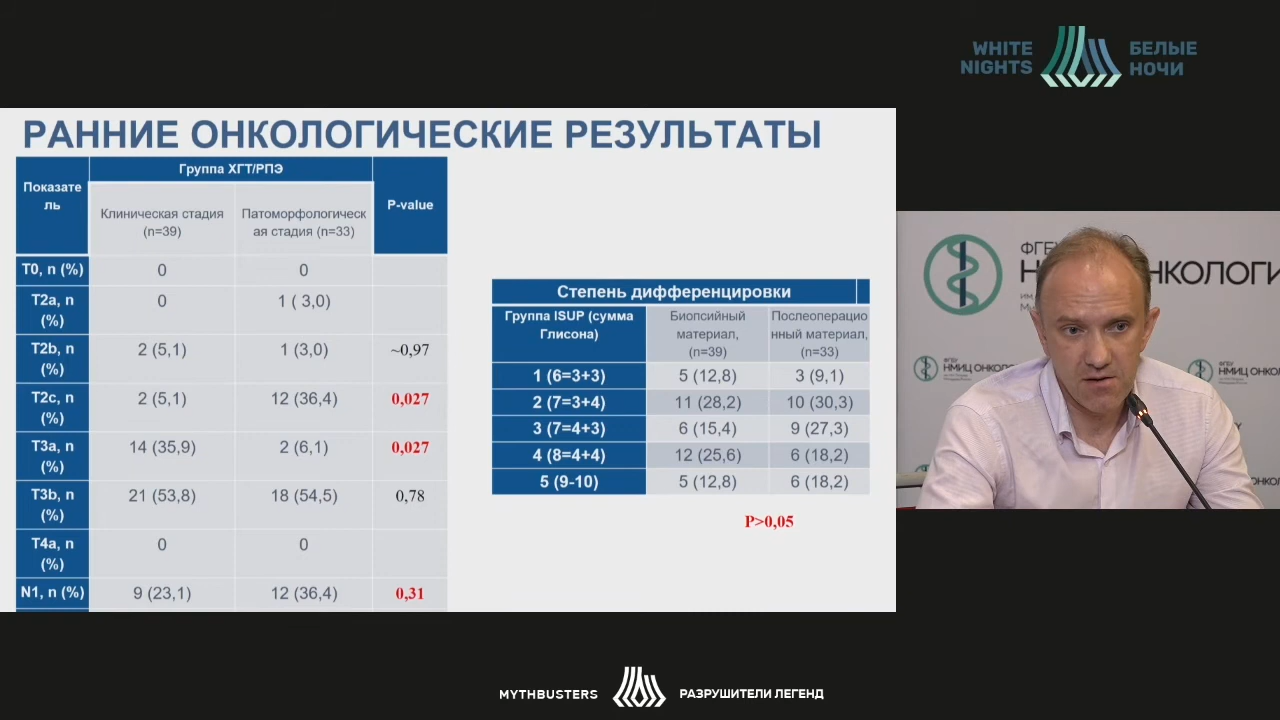 WHITE
NIGHTS
БЕЛЫЕ
НОЧИ
РАННИЕ ОНКОЛОГИЧЕСКИЕ РЕЗУЛЬТАТЫ
Показате
ль
Группа ХГТ/РПЭ
P-value
Клиническая стадия
(n=39)
Патоморфологическ
ая стадия (n=33)
T0, n (%) 0 0
T2a, n
(%) 0 1 ( 3,0)
T2b, n
(%) 2 (5,1) 1 (3,0) ~0,97
T2c, n
(%) 2 (5,1) 12 (36,4) 0,027
T3a, n
(%) 14 (35,9) 2 (6,1) 0,027
T3b, n
(%) 21 (53,8) 18 (54,5) 0,78
T4a, n
(%) 0 0
N1, n (%) 9 (23,1) 12 (36,4) 0,31
Степень дифференцировки
Группа ISUP (сумма
Глисона)
Биопсийный
материал,
(n=39)
Послеоперацио
нный материал,
(n=33)
1 (6=3+3) 5 (12,8) 3 (9,1)
2 (7=3+4) 11 (28,2) 10 (30,3)
3 (7=4+3) 6 (15,4) 9 (27,3)
4 (8=4+4) 12 (25,6) 6 (18,2)
5 (9-10) 5 (12,8) 6 (18,2)
P>0,05
ФГБУ
ОНКОЛОГИ
ФГБУ
НМИЦ ОНКОЛО
ФГБУ
НМИЦ ОНКОЛОГ
MYTHBUSTERS
РАЗРУШИТЕЛИ ЛЕГЕНД